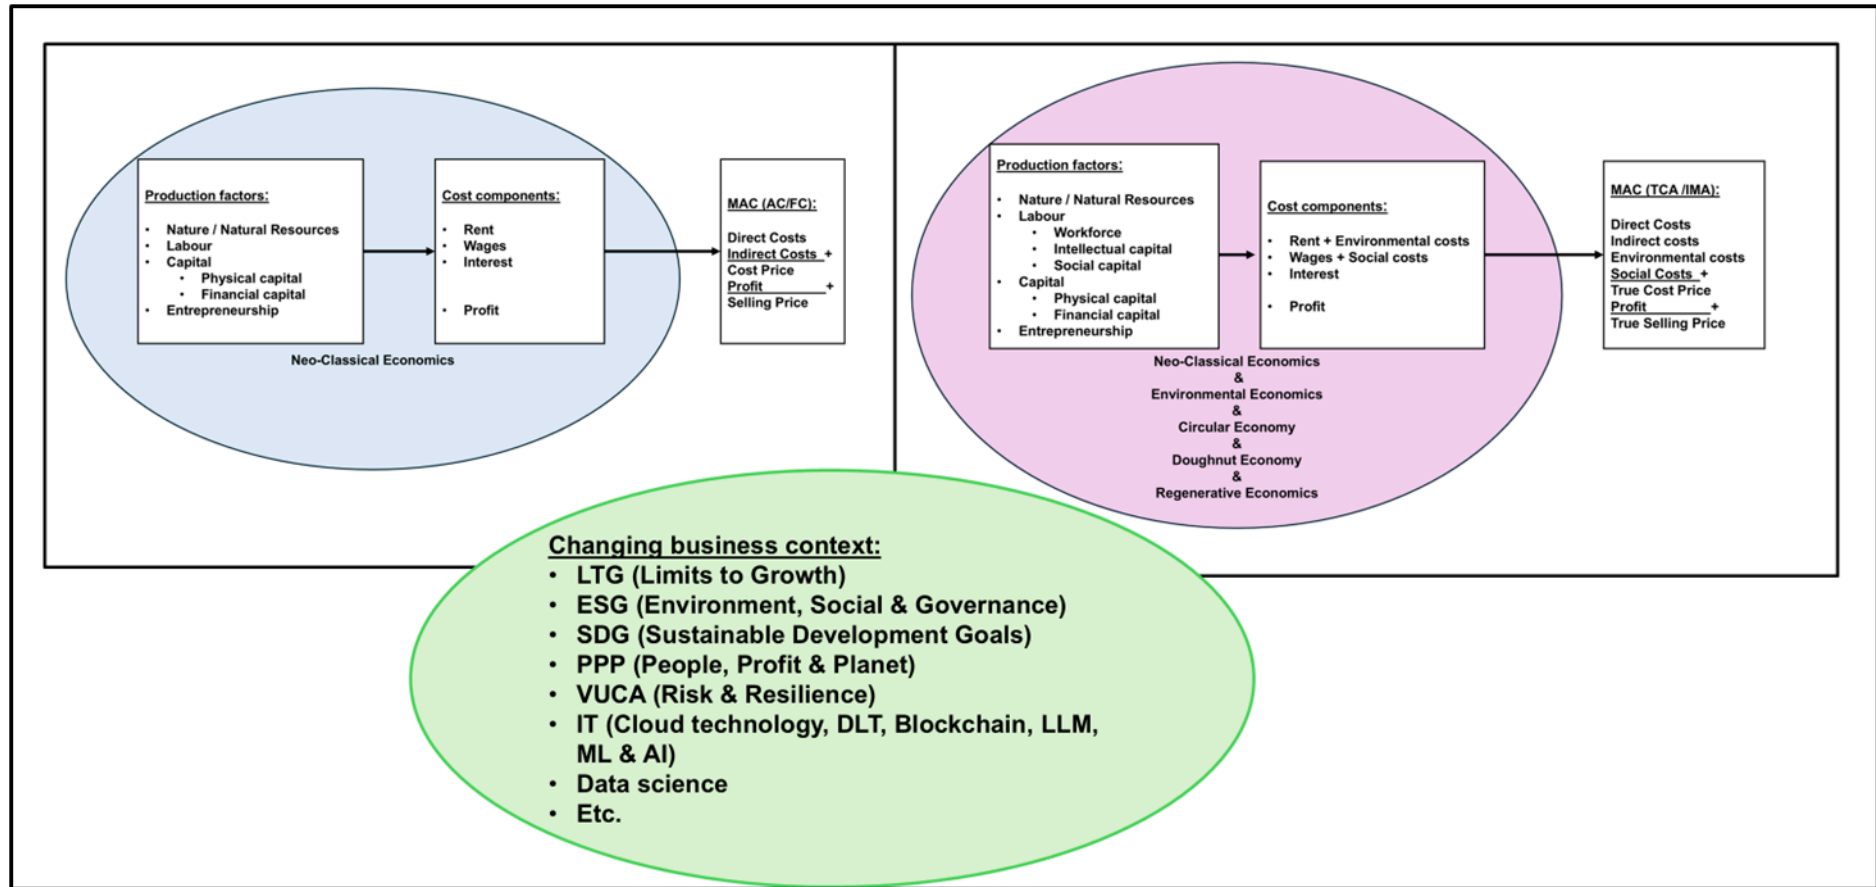 Production factors:
• Nature / Natural Resources
• Labour
• Capital
• Physical capital
• Financial capital
• Entrepreneurship
Cost components:
• Rent
• Wages
• Interest
• Profit
Neo-Classical Economics
MAC (AC/FC):
Direct Costs
Indirect Costs +
Cost Price
Profit +
Selling Price
Production factors:
• Nature / Natural Resources
• Labour
• Workforce
• Intellectual capital
• Social capital
• Capital
• Physical capital
• Financial capital
• Entrepreneurship
Cost components:
• Rent + Environmental costs
• Wages + Social costs
• Interest
• Profit
Neo-Classical Economics
&
Environmental Economics
&
Circular Economy
&
Doughnut Economy
&
Regenerative Economics
MAC (TCA /IMA):
Direct Costs
Indirect costs
Environmental costs
Social Costs +
True Cost Price
Profit +
True Selling Price
Changing business context:
• LTG (Limits to Growth)
• ESG (Environment, Social & Governance)
• SDG (Sustainable Development Goals)
• PPP (People, Profit & Planet)
• VUCA (Risk & Resilience)
• IT (Cloud technology, DLT, Blockchain, LLM,
ML & AI)
• Data science
• Etc.